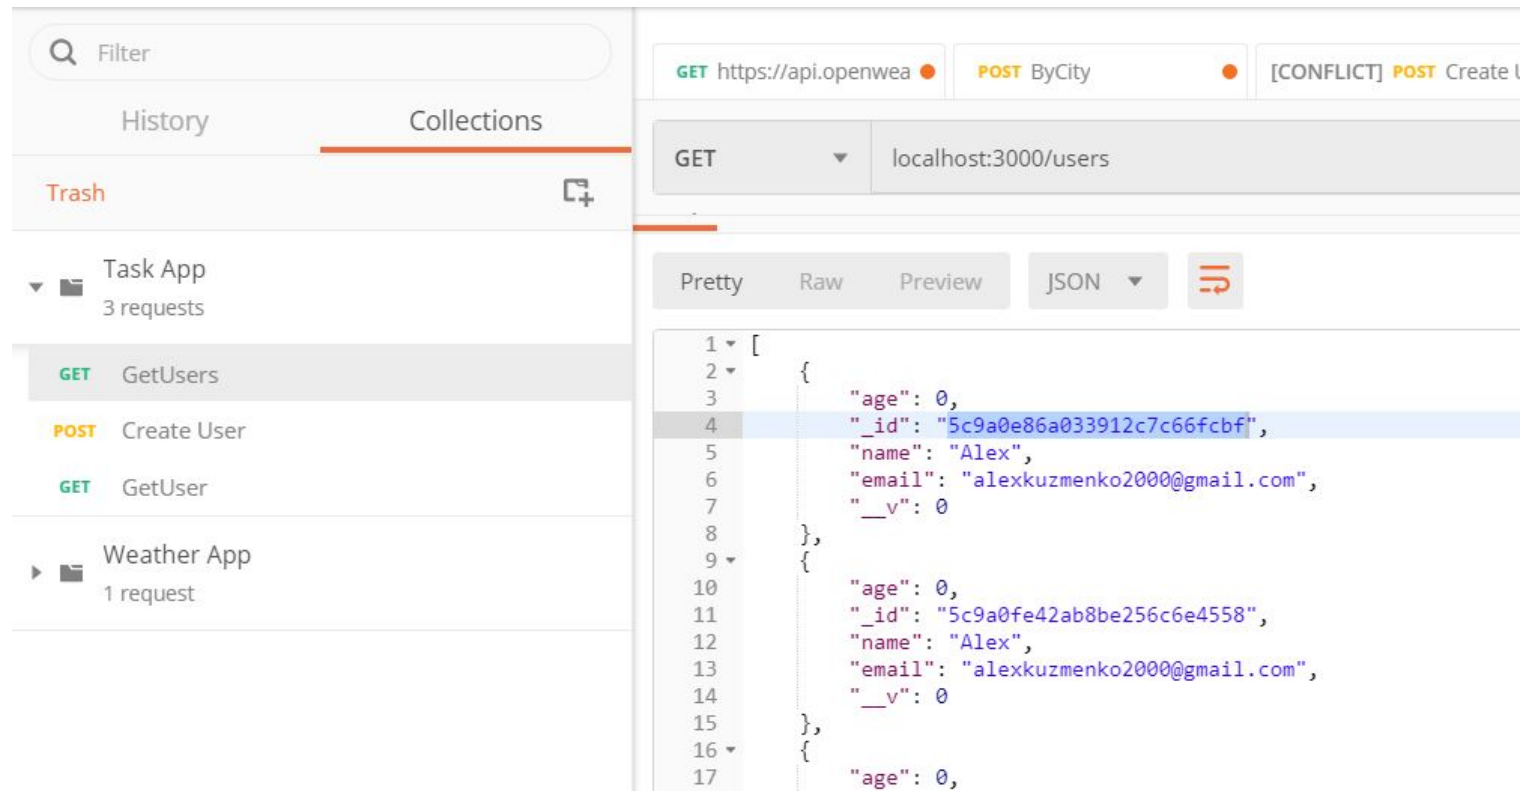 Filter
History Collections
Trash
Task App
3 requests
GET GetUsers
POST Create User
GET GetUser
Weather App
1 request
GET https://api.openwea POST ByCity [CONFLICT] POST Create U
GET localhost:3000/users
Pretty Raw Preview JSON
1 [
2 {
3 "age": 0,
4 "_id": "5c9a0e86a033912c7c66fcbf",
5 "name": "Alex",
6 "email": "alexkuzmenko2000@gmail.com",
7 "__v": 0
8 },
9 {
10 "age": 0,
11 "_id": "5c9a0fe42ab8be256c6e4558",
12 "name": "Alex",
13 "email": "alexkuzmenko2000@gmail.com",
14 "__v": 0
15 },
16 {
17 "age": 0,